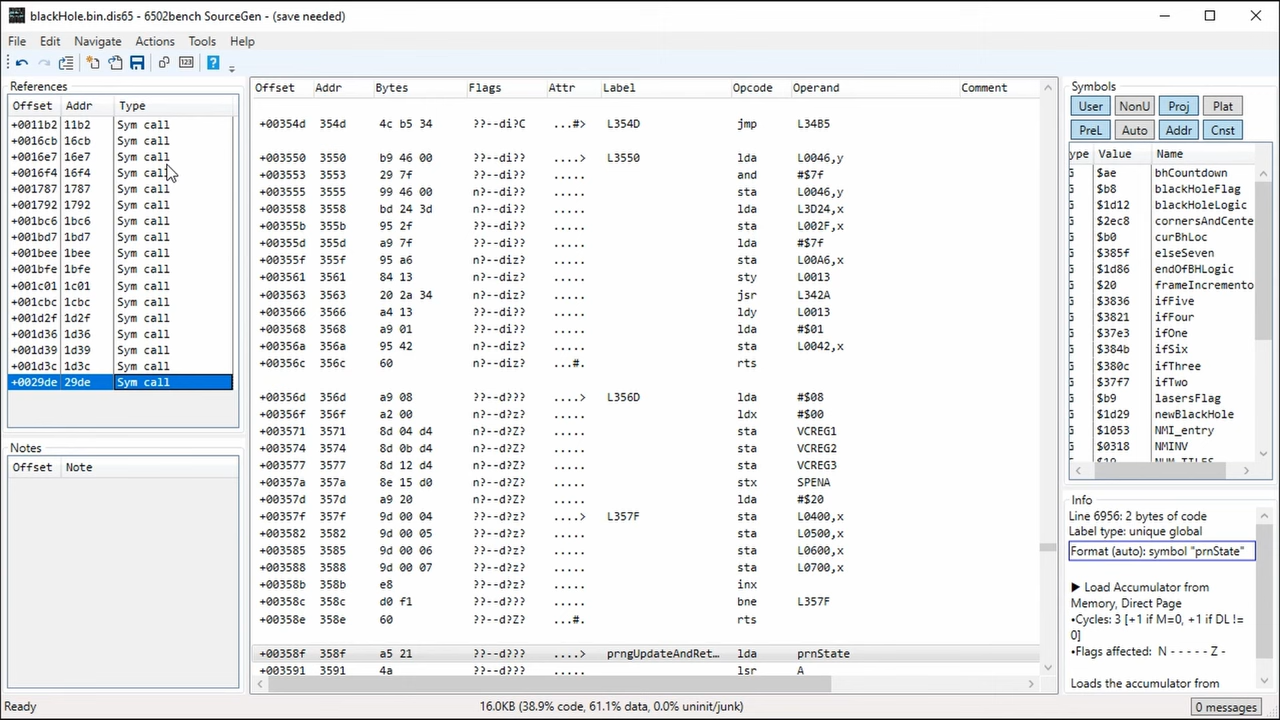 blackHole.bin.dis65 - 6502bench SourceGen - (save needed)
File Edit Navigate Actions Tools Help
References
Offset Addr Type
+0011b2 11b2 Sym call
+0016cb 16cb Sym call
+0016e7 16e7 Sym call
+0016f4 16f4 Sym call
+001787 1787 Sym call
+001792 1792 Sym call
+001bc6 1bc6 Sym call
+001bd7 1bd7 Sym call
+001bee 1bee Sym call
+001bfe 1bfe Sym call
+001c01 1c01 Sym call
+001cbc 1cbc Sym call
+001d2f 1d2f Sym call
+001d36 1d36 Sym call
+001d39 1d39 Sym call
+001d3c 1d3c Sym call
+0029de 29de Sym call
Notes
Offset Note
Offset Addr Bytes Flags Attr Label Opcode Operand Comment
+00354d 354d 4c b5 34 ??--di?C ...#> L354D jmp L34B5
+003550 3550 b9 46 00 ??--di?? ....> L3550 lda L0046,y
+003553 3553 29 7f ??--di?? ..... and #$7f
+003555 3555 99 46 00 n?--di?? ..... sta L0046,y
+003558 3558 bd 24 3d n?--di?? ..... lda L3D24,x
+00355b 355b 95 2f ??--di?? ..... sta L002F,x
+00355d 355d a9 7f ??--di?? ..... lda #$7f
+00355f 355f 95 a6 n?--diz? ..... sta L00A6,x
+003561 3561 84 13 n?--diz? ..... sty L0013
+003563 3563 20 2a 34 n?--diz? ..... jsr L342A
+003566 3566 a4 13 ??--di?? ..... ldy L0013
+003568 3568 a9 01 ??--di?? ..... lda #$01
+00356a 356a 95 42 n?--diz? ..... sta L0042,x
+00356c 356c 60 n?--diz? ...#. rts
+00356d 356d a9 08 ??--d??? ....> L356D lda #$08
+00356f 356f a2 00 n?--d?z? ..... ldx #$00
+003571 3571 8d 04 d4 ??--d?Z? ..... sta VCREG1
+003574 3574 8d 0b d4 ??--d?Z? ..... sta VCREG2
+003577 3577 8d 12 d4 ??--d?Z? ..... sta VCREG3
+00357a 357a 8e 15 d0 ??--d?Z? ..... stx SPENA
+00357d 357d a9 20 ??--d?Z? ..... lda #$20
+00357f 357f 9d 00 04 n?--d?z? ....> L357F sta L0400,x
+003582 3582 9d 00 05 n?--d?z? ..... sta L0500,x
+003585 3585 9d 00 06 n?--d?z? ..... sta L0600,x
+003588 3588 9d 00 07 n?--d?z? ..... sta L0700,x
+00358b 358b e8 n?--d?z? ..... inx
+00358c 358c d0 f1 ??--d??? ..... bne L357F
+00358e 358e 60 ??--d?Z? ...#. rts
+00358f 358f a5 21 ??--d??? ....> prngUpdateAndRet... lda prnState
+003591 3591 4a ??--d??? ..... lsr A
Symbols
User NonU Proj Plat
PreL Auto Addr Cnst
ype Value Name
G $ae bhCountdown
G $b8 blackHoleFlag
G $1d12 blackHoleLogic
G $2ec8 cornersAndCente
G $b0 curBhLoc
G $385f elseSeven
G $1d86 endOfBHLogic
G $20 frameIncremento
G $3836 ifFive
G $3821 ifFour
G $37e3 ifOne
G $384b ifSix
G $380c ifThree
G $37f7 ifTwo
G $b9 lasersFlag
G $1d29 newBlackHole
G $1053 NMI_entry
G $0318 NMINV
Info
Line 6956: 2 bytes of code
Label type: unique global
Format (auto): symbol "prnState"
▶ Load Accumulator from
Memory, Direct Page
•Cycles: 3 [+1 if M=0, +1 if DL !=
0]
•Flags affected: N - - - - - Z -
Loads the accumulator from
Ready 16.0KB (38.9% code, 61.1% data, 0.0% uninit/junk) 0 messages